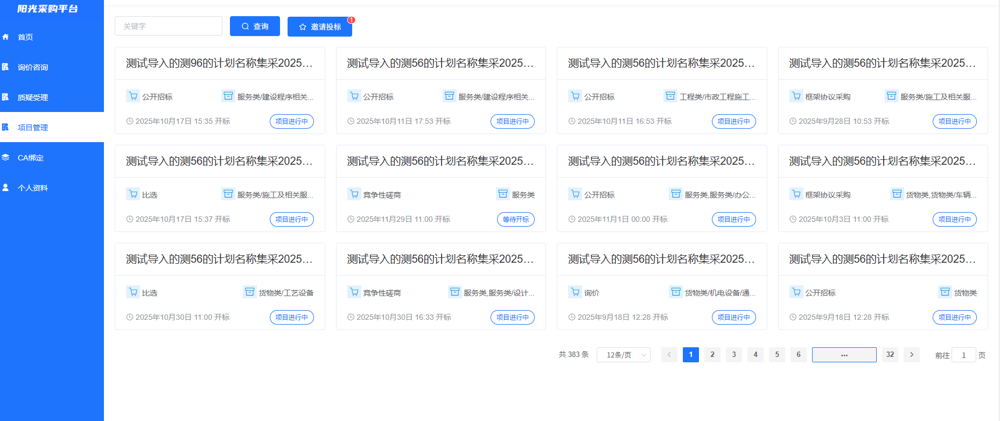 阳光采购平台
首页
询价咨询
质疑受理
项目管理
CA绑定
个人资料
关键字
查询
邀请投标
1
测试导入的测96的计划名称集采2025...
公开招标
服务类/建设程序相关...
2025年10月17日 15:35 开标
项目进行中
测试导入的测56的计划名称集采2025...
公开招标
服务类/建设程序相关...
2025年10月11日 17:53 开标
项目进行中
测试导入的测56的计划名称集采2025...
公开招标
工程类/市政工程施工...
2025年10月11日 16:53 开标
项目进行中
测试导入的测56的计划名称集采2025...
框架协议采购
服务类/施工及相关服...
2025年9月28日 10:53 开标
项目进行中
测试导入的测56的计划名称集采2025...
比选
服务类/施工及相关服...
2025年10月17日 15:37 开标
项目进行中
测试导入的测56的计划名称集采2025...
竞争性磋商
服务类
2025年11月29日 11:00 开标
等待开标
测试导入的测56的计划名称集采2025...
公开招标
服务类,服务类/办公...
2025年11月1日 00:00 开标
项目进行中
测试导入的测56的计划名称集采2025...
框架协议采购
货物类,货物类/车辆...
2025年10月3日 11:00 开标
项目进行中
测试导入的测56的计划名称集采2025...
比选
货物类/工艺设备
2025年10月30日 11:00 开标
项目进行中
测试导入的测56的计划名称集采2025...
竞争性磋商
服务类,服务类/设计...
2025年10月30日 16:33 开标
项目进行中
测试导入的测56的计划名称集采2025...
询价
货物类/机电设备/通...
2025年9月18日 12:28 开标
项目进行中
测试导入的测56的计划名称集采2025...
公开招标
货物类
2025年9月18日 12:28 开标
项目进行中
共 383 条 12条/页 1 2 3 4 5 6 ... 32 前往 1 页